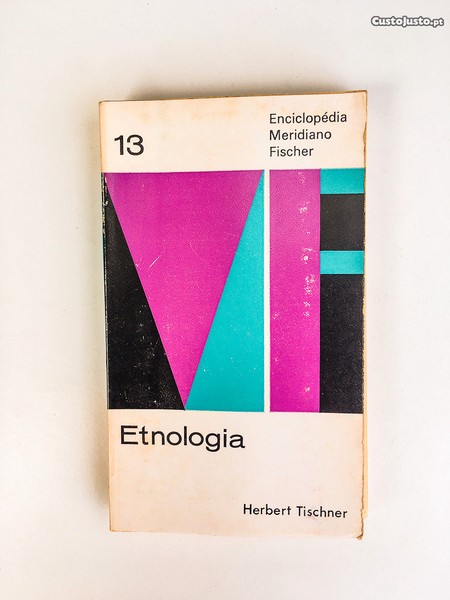 CustoJusto.pt
13
Enciclopédia
Meridiano
Fischer
Etnologia
Herbert Tischner